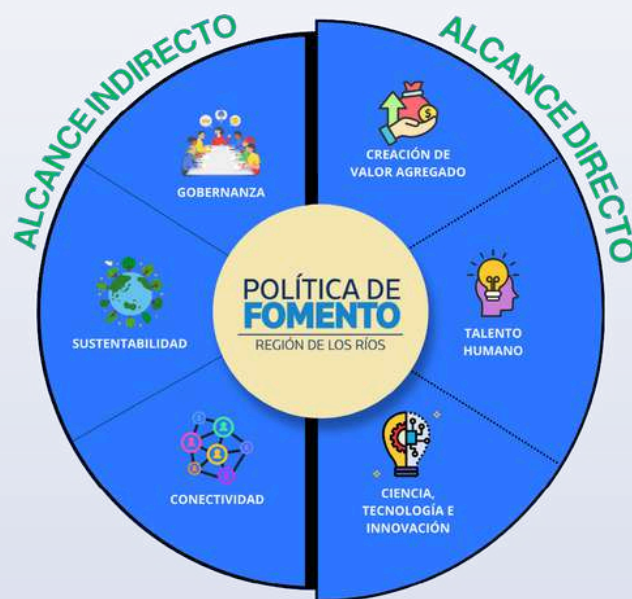 ALCANCE INDIRECTO
ALCANCE DIRECTO
GOBERNANZA
CREACIÓN DE
VALOR AGREGADO
SUSTENTABILIDAD
POLÍTICA DE
FOMENTO
REGIÓN DE LOS RÍOS
TALENTO
HUMANO
CONECTIVIDAD
CIENCIA,
TECNOLOGÍA E
INNOVACIÓN